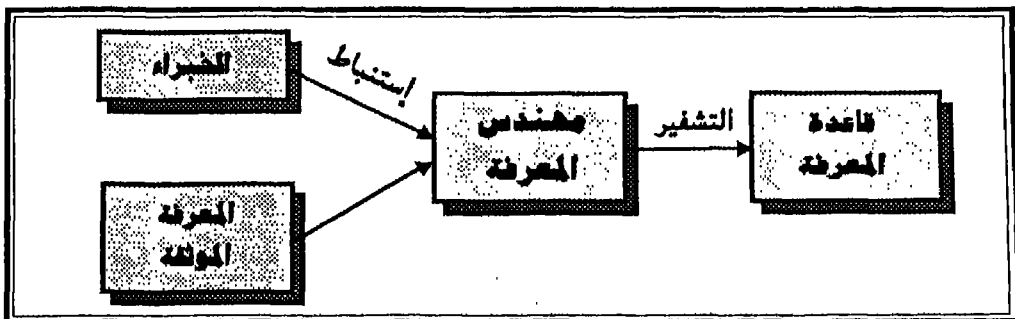 الخبراء
إستنباط
مهندس
المعرفة
التشفير
قاعدة
المعرفة
المعرفة
الموثقة